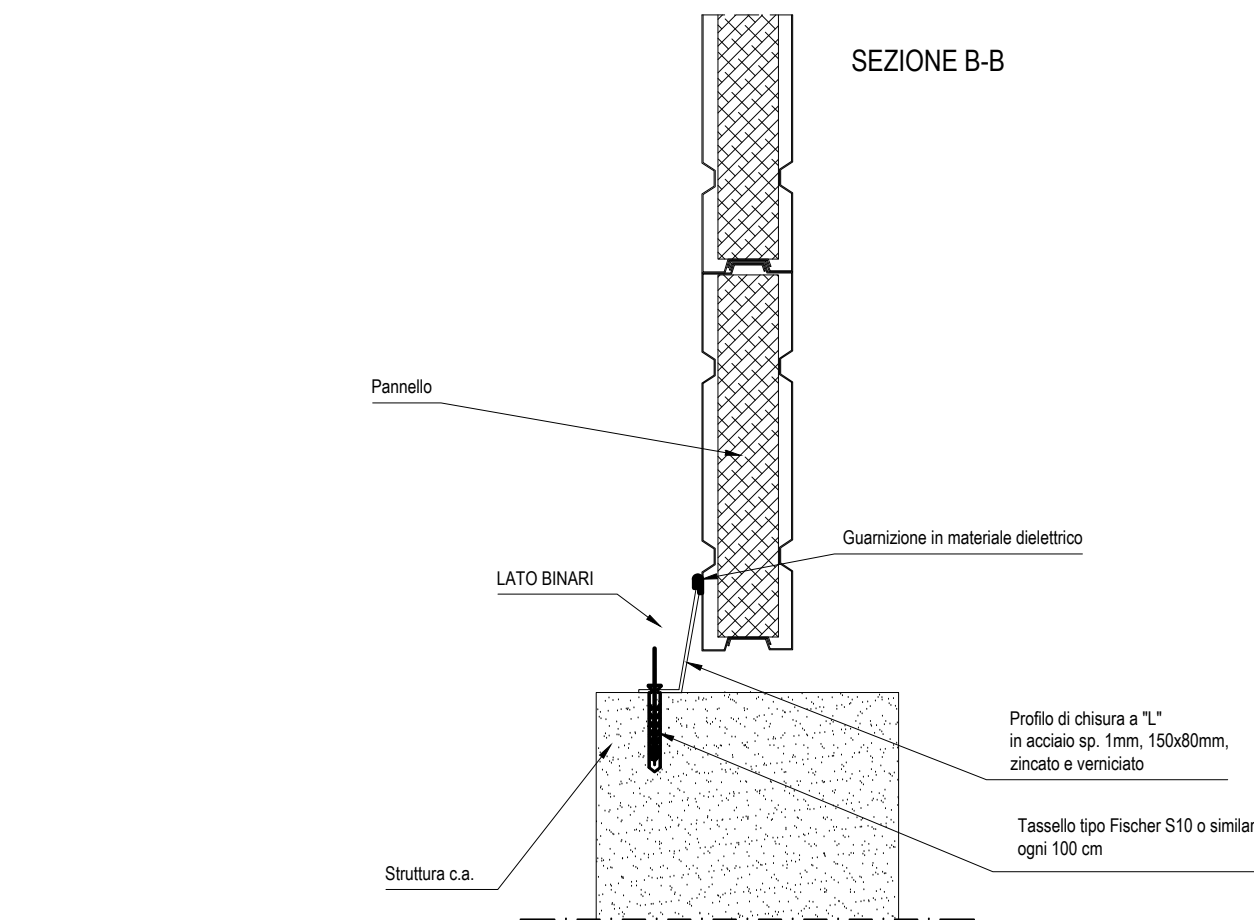 SEZIONE B-B
Pannello
Guarnizione in materiale dielettrico
LATO BINARI
Profilo di chisura a "L"
in acciaio sp. 1mm, 150x80mm,
zincato e verniciato
Tassello tipo Fischer S10 o similar
ogni 100 cm
Struttura c.a.